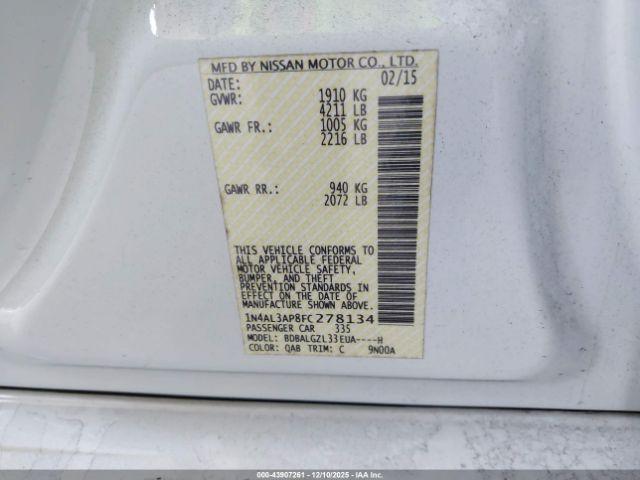 MFD BY NISSAN MOTOR CO., LTD.
DATE: 02/15
GVWR: 1910 KG
4211 LB
GAWR FR.: 1005 KG
2216 LB
GAWR RR.: 940 KG
2072 LB
THIS VEHICLE CONFORMS TO
ALL APPLICABLE FEDERAL
MOTOR VEHICLE SAFETY,
BUMPER, AND THEFT
PREVENTION STANDARDS
IN EFFECT ON THE DATE OF
MANUFACTURE SHOWN ABOVE.
1N4AL3AP8FC278134
PASSENGER CAR 335
MODEL: BDBALGZL33EUA----H
COLOR: QAB TRIM: C 9N00A
000-43907261 - 12/10/2025 - IAA Inc.